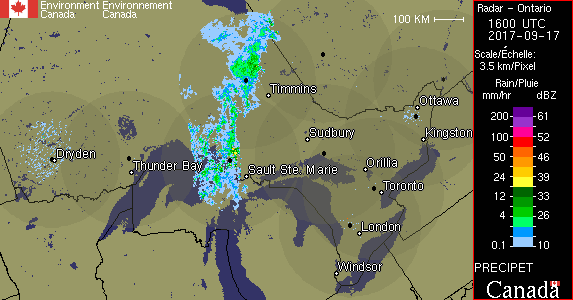 Environment Environnement
Canada Canada
100 KM
Timmins
Ottawa
Sudbury
Kingston
Dryden
Thunder Bay
Sault Ste. Marie
Orillia
Toronto
London
Windsor
Radar - Ontario
1600 UTC
2017-09-17
Scale/Échelle:
3.5 km/Pixel
Rain/Pluie
mm/hr dBZ
200 61
100 52
50 46
24 39
12 33
4 26
1 20
0.1 10
PRECIPET
Canada